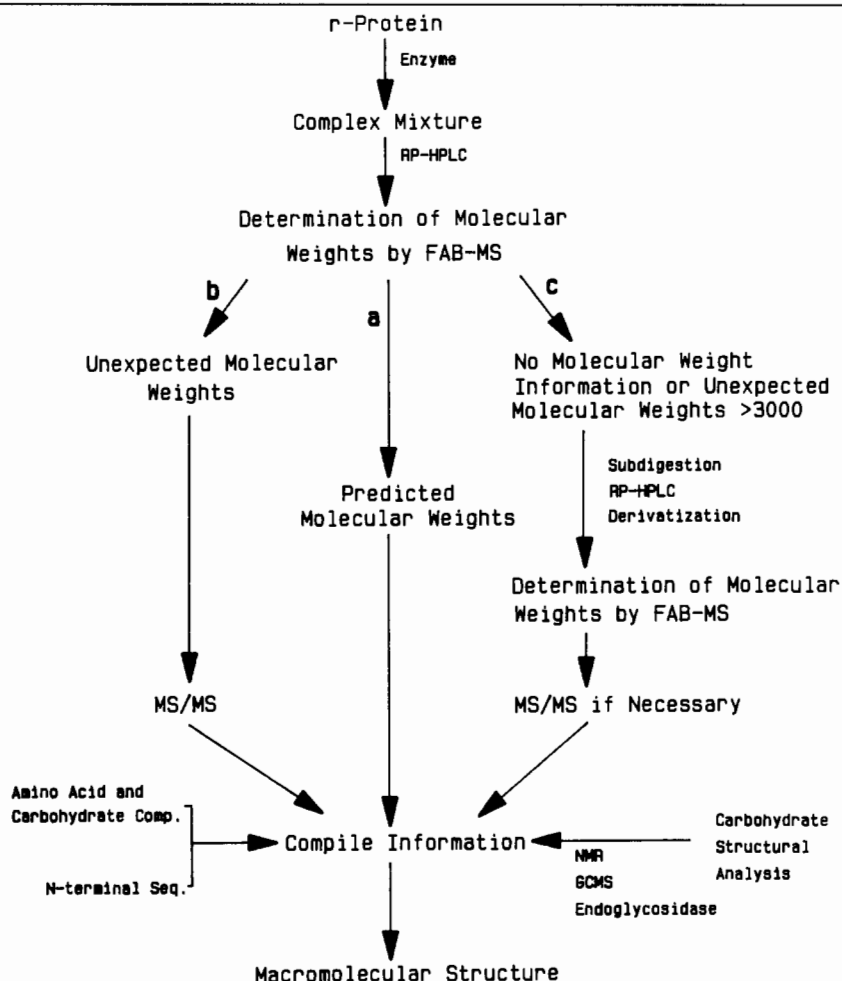 r-Protein
Enzyme
Complex Mixture
RP-HPLC
Determination of Molecular
Weights by FAB-MS
b
a
c
Unexpected Molecular
Weights
No Molecular Weight
Information or Unexpected
Molecular Weights >3000
Subdigestion
RP-HPLC
Derivatization
Predicted
Molecular Weights
Determination of Molecular
Weights by FAB-MS
MS/MS
MS/MS if Necessary
Amino Acid and
Carbohydrate Comp.
N-terminal Seq.
Compile Information
NMR
GCMS
Endoglycosidase
Carbohydrate
Structural
Analysis
Macromolecular Structure